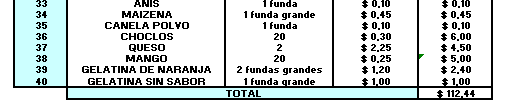 33 ANIS 1 funda $ 0,10 $ 0,10
34 MAIZENA 1 funda grande $ 0,45 $ 0,45
35 CANELA POLVO 1 funda $ 0,10 $ 0,10
36 CHOCLOS 20 $ 0,30 $ 6,00
37 QUESO 2 $ 2,25 $ 4,50
38 MANGO 20 $ 0,25 $ 5,00
39 GELATINA DE NARANJA 2 fundas grandes $ 1,20 $ 2,40
40 GELATINA SIN SABOR 1 funda grande $ 1,00 $ 1,00
TOTAL $ 112,44